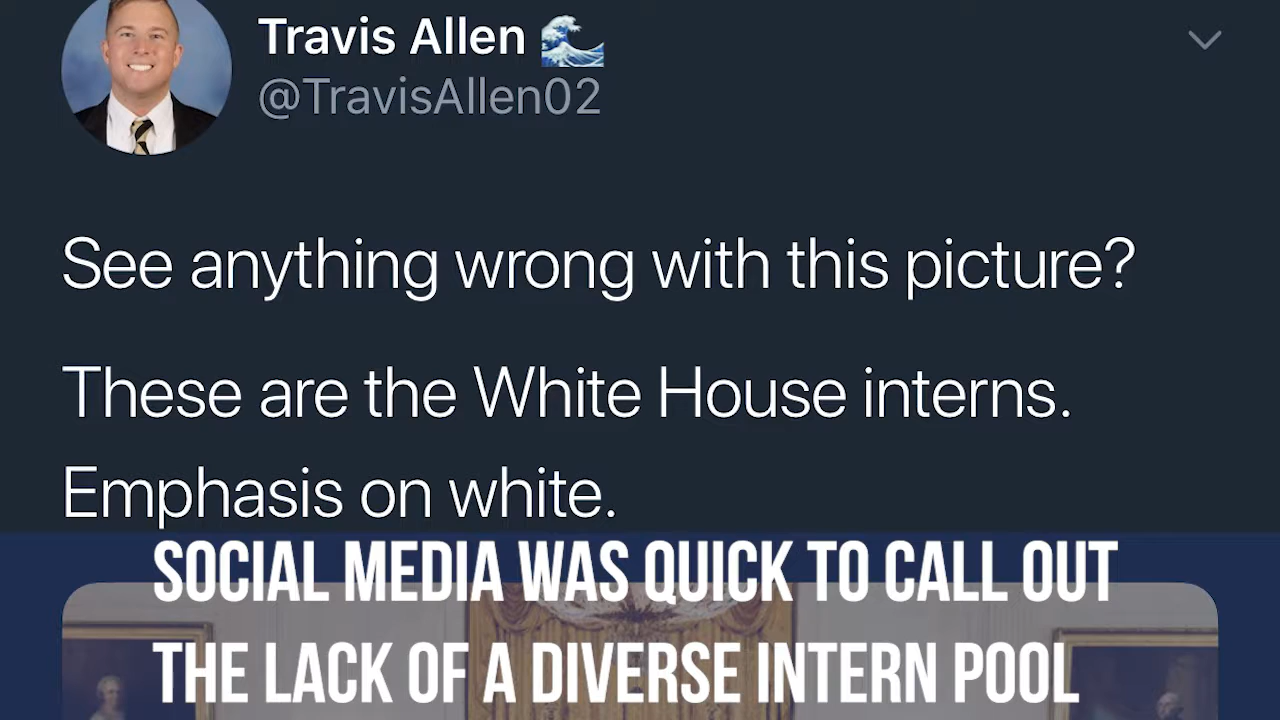 Travis Allen 🌊
@TravisAllen02
See anything wrong with this picture?
These are the White House interns.
Emphasis on white.
SOCIAL MEDIA WAS QUICK TO CALL OUT
THE LACK OF A DIVERSE INTERN POOL